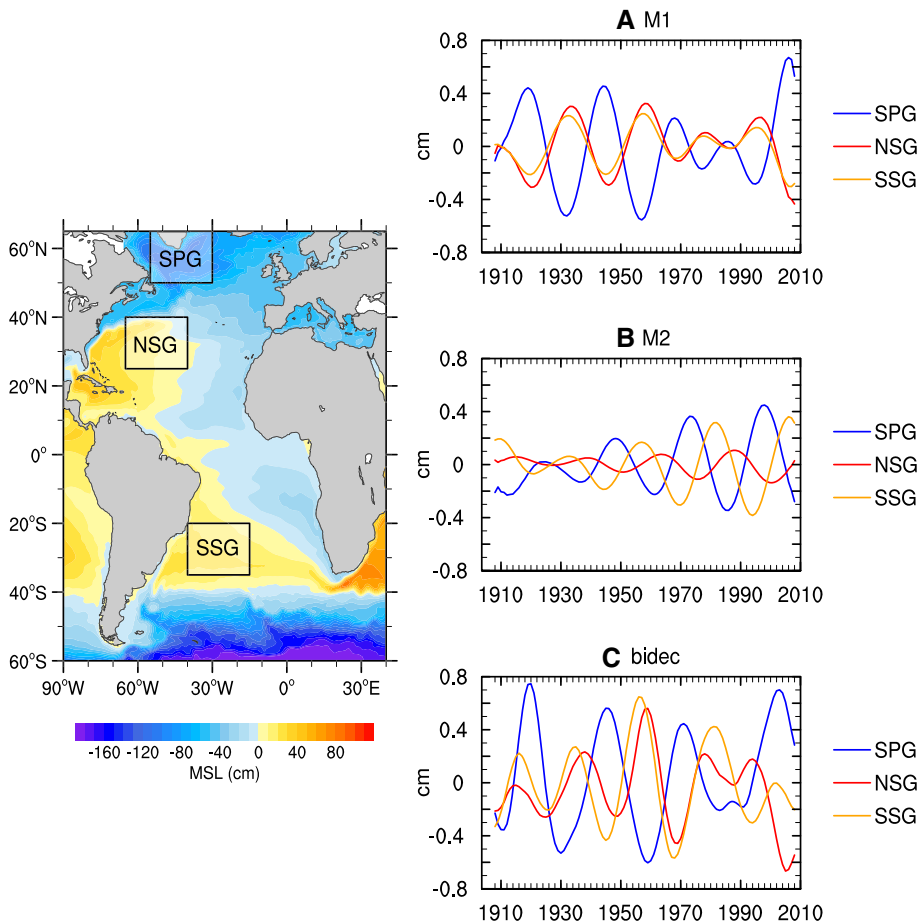 60°N
40°N
20°N
0°
20°S
40°S
60°S
90°W 60°W 30°W 0° 30°E
SPG
NSG
SSG
-160 -120 -80 -40 0 40 80
MSL (cm)
A M1
0.8
0.4
0
-0.4
-0.8
cm
1910 1930 1950 1970 1990 2010
SPG
NSG
SSG
B M2
0.8
0.4
0
-0.4
-0.8
cm
1910 1930 1950 1970 1990 2010
SPG
NSG
SSG
C bidec
0.8
0.4
0
-0.4
-0.8
cm
1910 1930 1950 1970 1990 2010
SPG
NSG
SSG